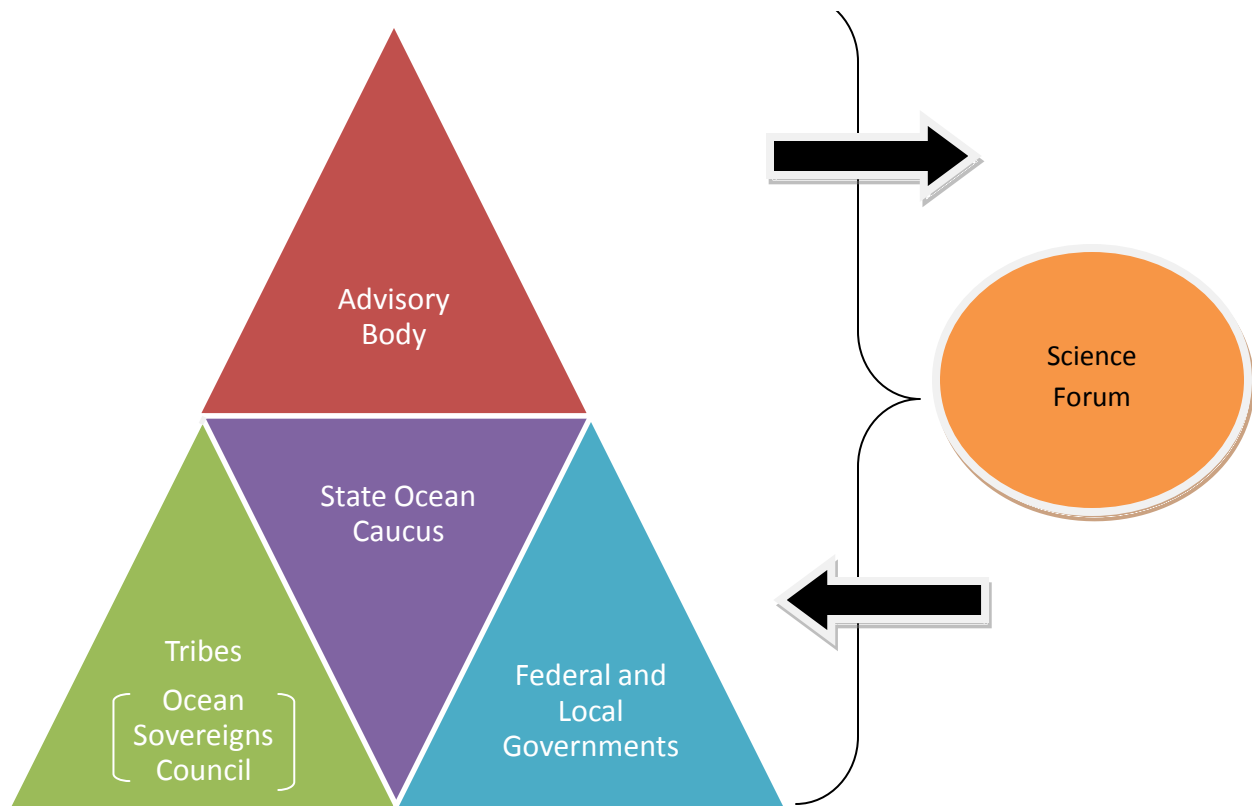 Advisory
Body
State Ocean
Caucus
Tribes
Ocean
Sovereigns
Council
Federal and
Local
Governments
Science
Forum